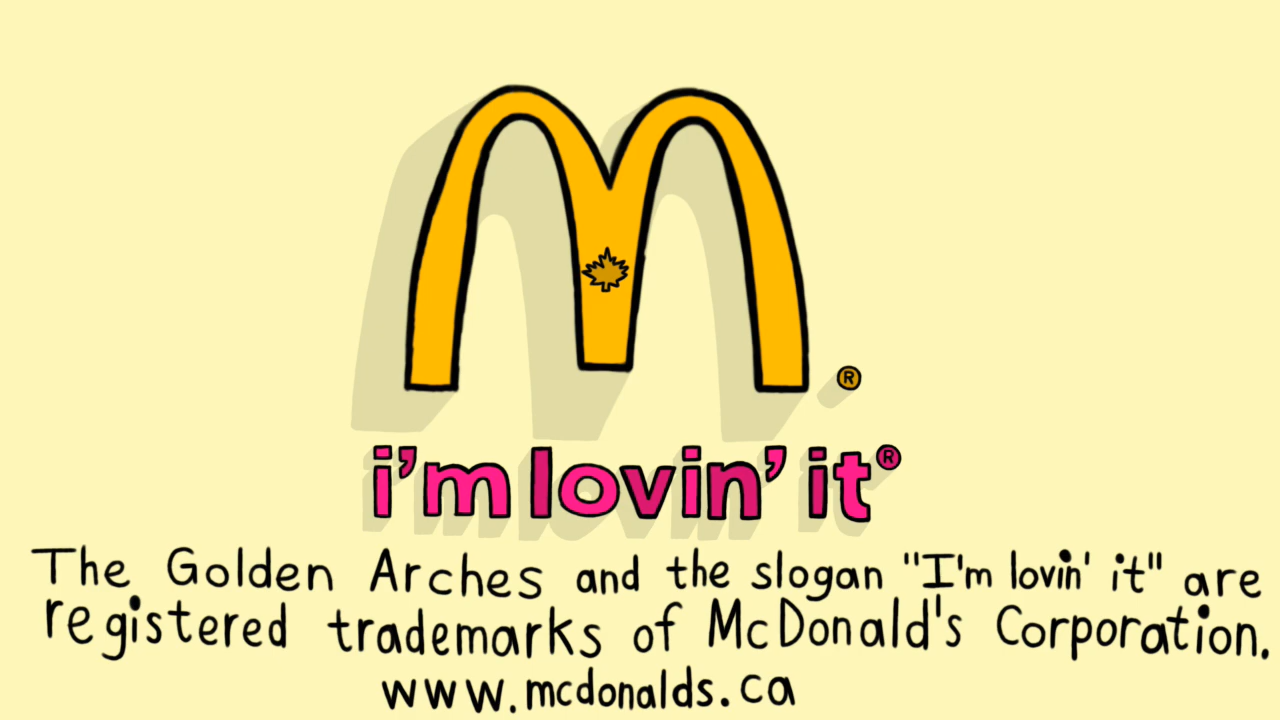 ®
i'm lovin' it®
The Golden Arches and the slogan "I'm lovin' it" are
registered trademarks of McDonald's Corporation.
www.mcdonalds.ca